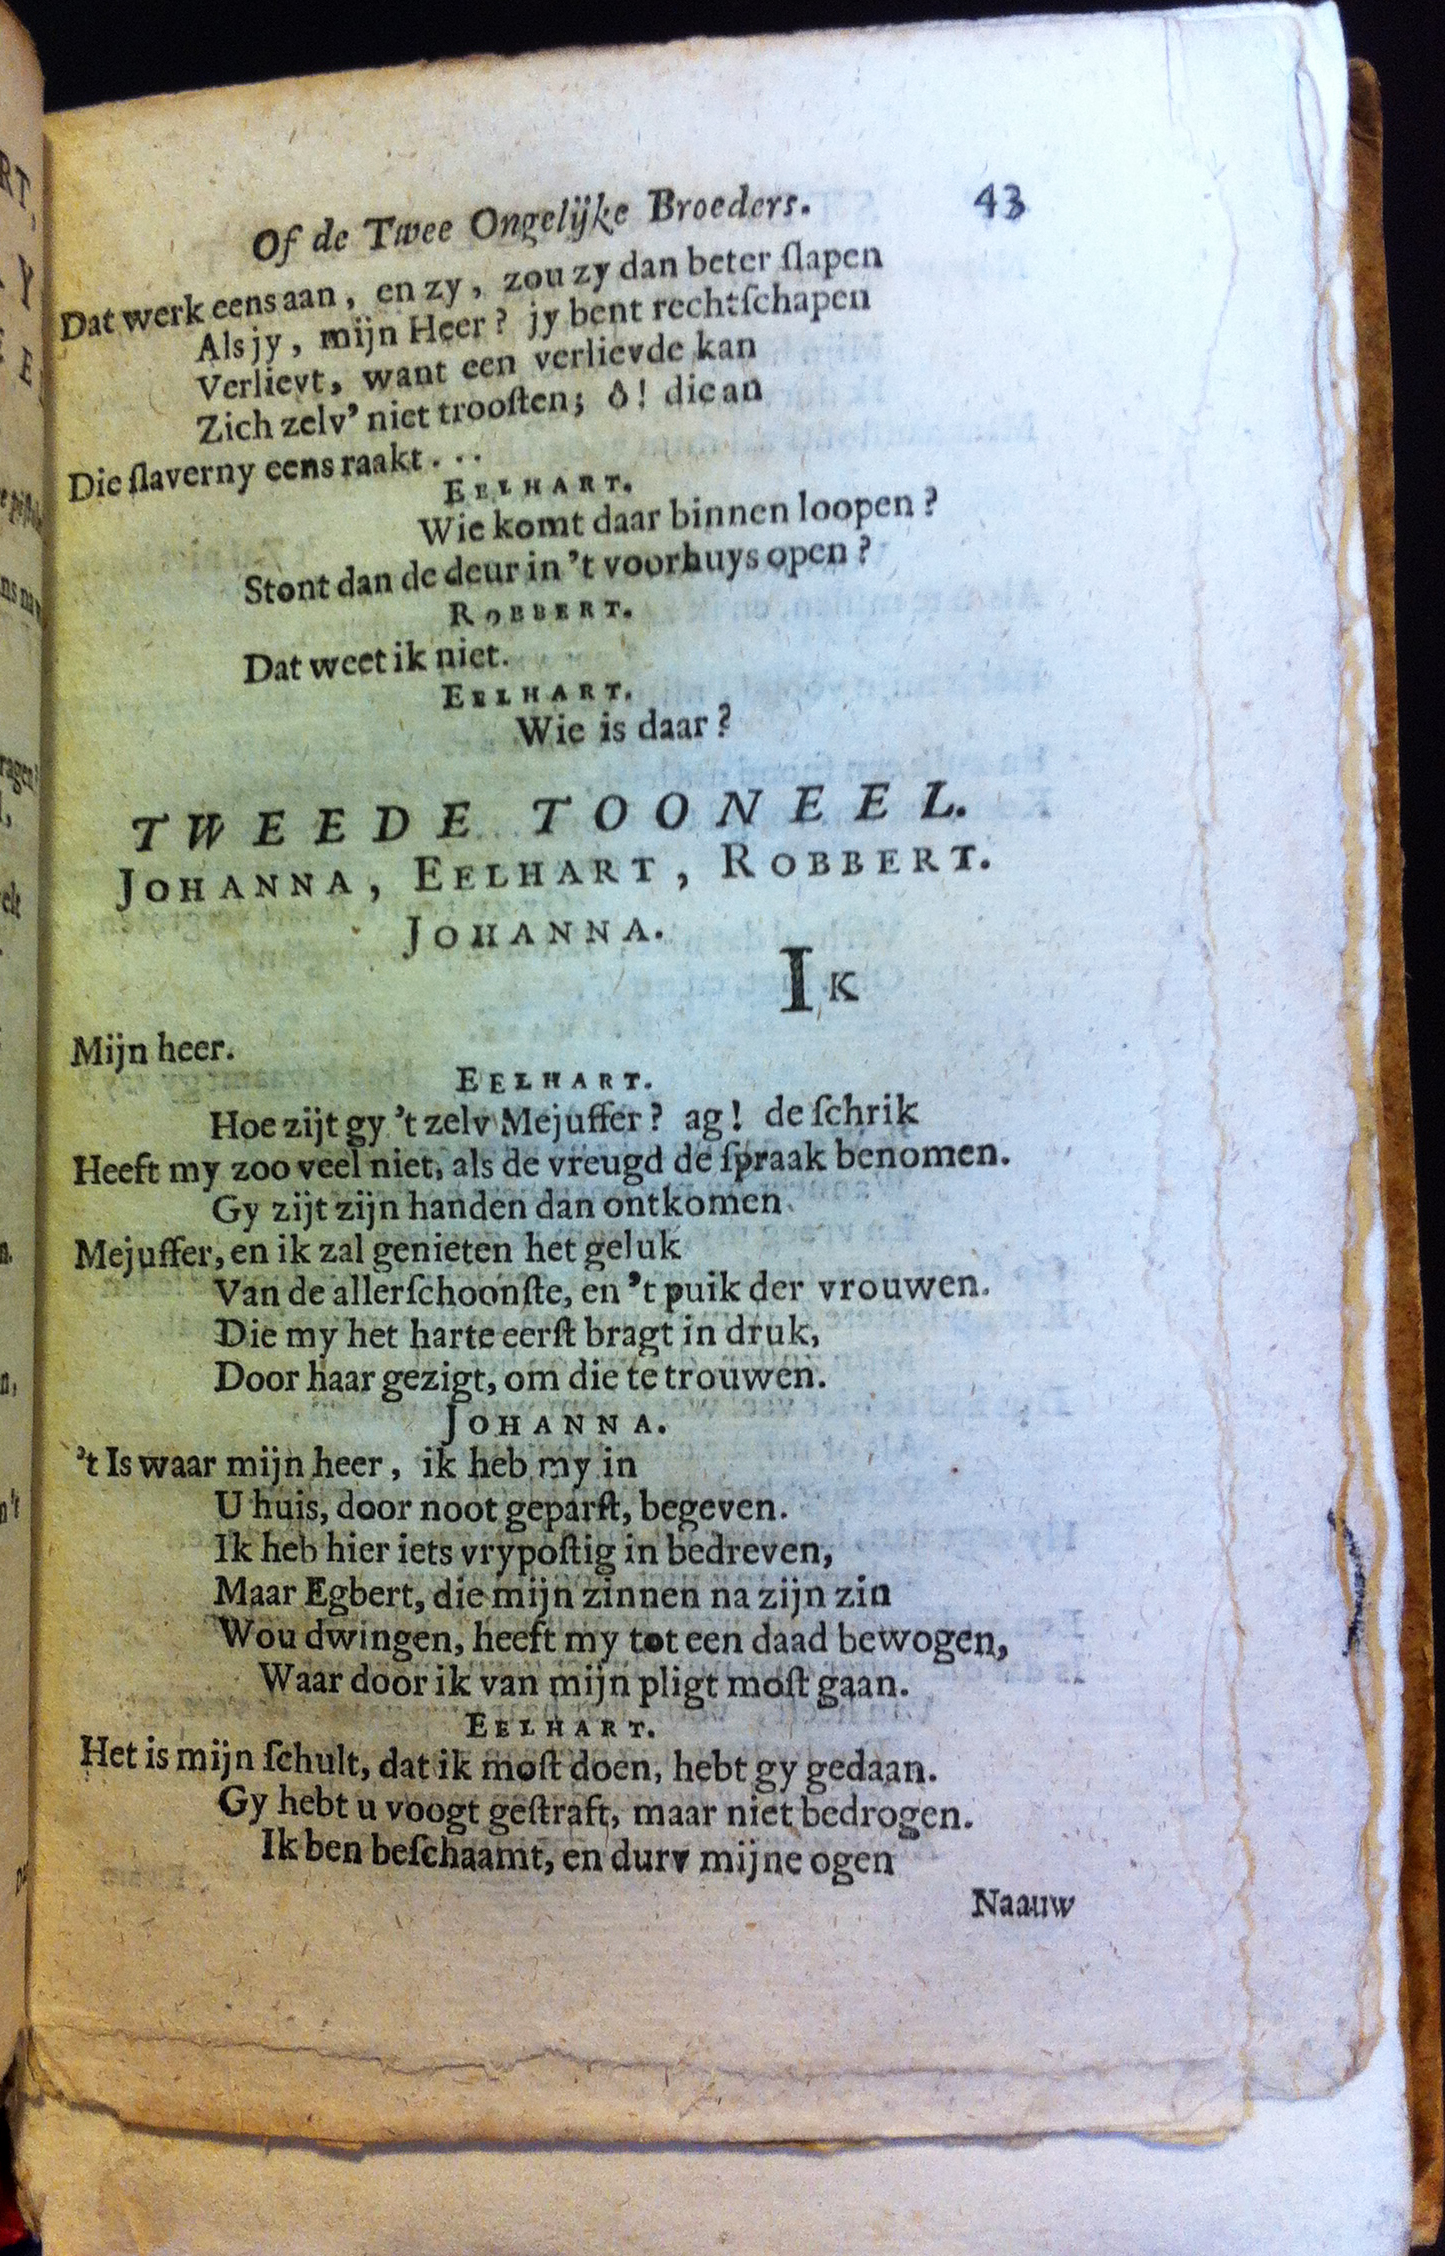 Of de Twee Ongelijke Broeders. 43
Dat werk eens aan, en zy, zou zy dan beter ſlapen
Als jy, mijn Heer? jy bent rechtſchapen
Verlievt, want een verlievde kan
Zich zelv' niet trooſten; ô! die an
Die ſlaverny eens raakt...
EELHART.
Wie komt daar binnen loopen?
Stont dan de deur in 't voorhuys open?
ROBBERT.
Dat weet ik niet.
EELHART.
Wie is daar?
TWEEDE TOONEEL.
JOHANNA, EELHART, ROBBERT.
JOHANNA.
IK
Mijn heer.
EELHART.
Hoe zijt gy 't zelv Mejuffer? ag! de ſchrik
Heeft my zoo veel niet, als de vreugd de ſpraak benomen.
Gy zijt zijn handen dan ontkomen
Mejuffer, en ik zal genieten het geluk
Van de allerſchoonſte, en 't puik der vrouwen.
Die my het harte eerſt bragt in druk,
Door haar gezigt, om die te trouwen.
JOHANNA.
't Is waar mijn heer, ik heb my in
U huis, door noot geparſt, begeven.
Ik heb hier iets vrypoſtig in bedreven,
Maar Egbert, die mijn zinnen na zijn zin
Wou dwingen, heeft my tot een daad bewogen,
Waar door ik van mijn pligt moſt gaan.
EELHART.
Het is mijn ſchult, dat ik moſt doen, hebt gy gedaan.
Gy hebt u voogt geſtraft, maar niet bedrogen.
Ik ben beſchaamt, en durv mijne ogen
Naauw